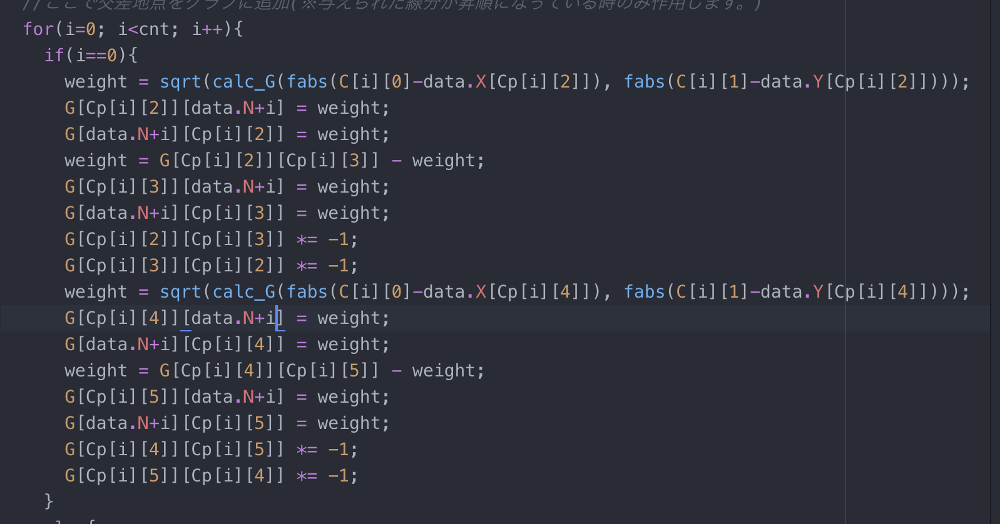 //ここで交差地点をグラフに追加(※与えられた線分が昇順になっている時のみ作用します。)
for(i=0; i<cnt; i++){
if(i==0){
weight = sqrt(calc_G(fabs(C[i][0]-data.X[Cp[i][2]]), fabs(C[i][1]-data.Y[Cp[i][2]])));
G[Cp[i][2]][data.N+i] = weight;
G[data.N+i][Cp[i][2]] = weight;
weight = G[Cp[i][2]][Cp[i][3]] - weight;
G[Cp[i][3]][data.N+i] = weight;
G[data.N+i][Cp[i][3]] = weight;
G[Cp[i][2]][Cp[i][3]] *= -1;
G[Cp[i][3]][Cp[i][2]] *= -1;
weight = sqrt(calc_G(fabs(C[i][0]-data.X[Cp[i][4]]), fabs(C[i][1]-data.Y[Cp[i][4]])));
G[Cp[i][4]][data.N+i] = weight;
G[data.N+i][Cp[i][4]] = weight;
weight = G[Cp[i][4]][Cp[i][5]] - weight;
G[Cp[i][5]][data.N+i] = weight;
G[data.N+i][Cp[i][5]] = weight;
G[Cp[i][4]][Cp[i][5]] *= -1;
G[Cp[i][5]][Cp[i][4]] *= -1;
}